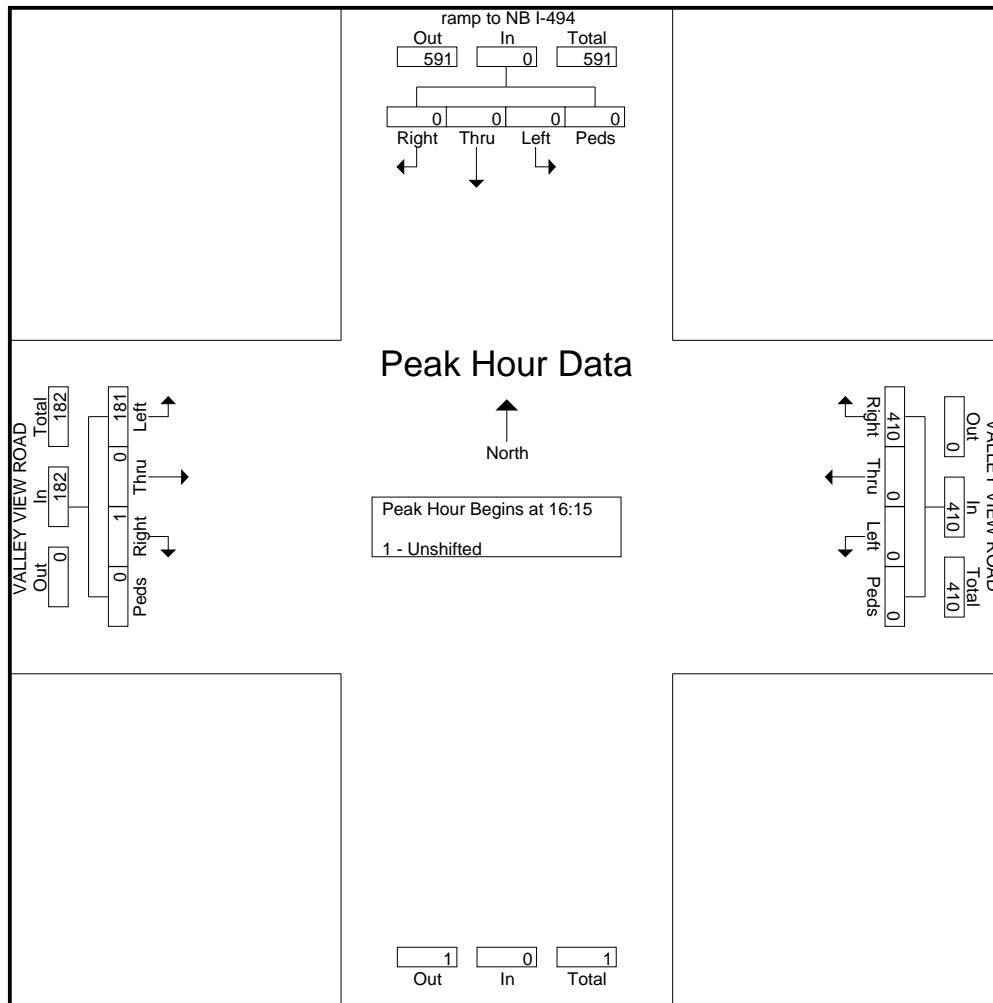 ramp to NB I-494
Out In Total
591 0 591
0 0 0 0
Right Thru Left Peds
Peak Hour Data
North
Peak Hour Begins at 16:15
1 - Unshifted
VALLEY VIEW ROAD
Out In Total
0 182 182
181 0 1 0
Left Thru Right Peds
VALLEY VIEW ROAD
Out In Total
0 410 410
410 0 0 0
Right Thru Left Peds
1 0 1
Out In Total